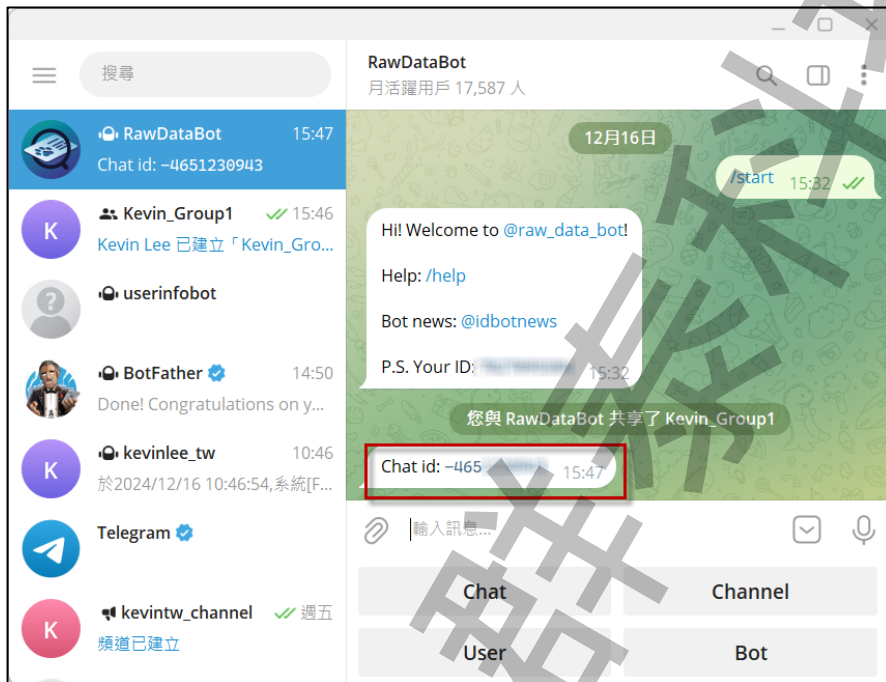 搜尋
RawDataBot 15:47
Chat id: -4651230943
Kevin_Group1 15:46
Kevin Lee 已建立「Kevin_Gro...
userinfobot
BotFather 14:50
Done! Congratulations on y...
kevinlee_tw 10:46
於2024/12/16 10:46:54,系統[F...
Telegram
kevintw_channel 週五
頻道已建立
RawDataBot
月活躍用戶 17,587 人
12月16日
/start 15:32
Hi! Welcome to @raw_data_bot!
Help: /help
Bot news: @idbotnews
P.S. Your ID: 15:32
您與 RawDataBot 共享了 Kevin_Group1
Chat id: -465 15:47
輸入訊息...
Chat Channel
User Bot
K
K
K